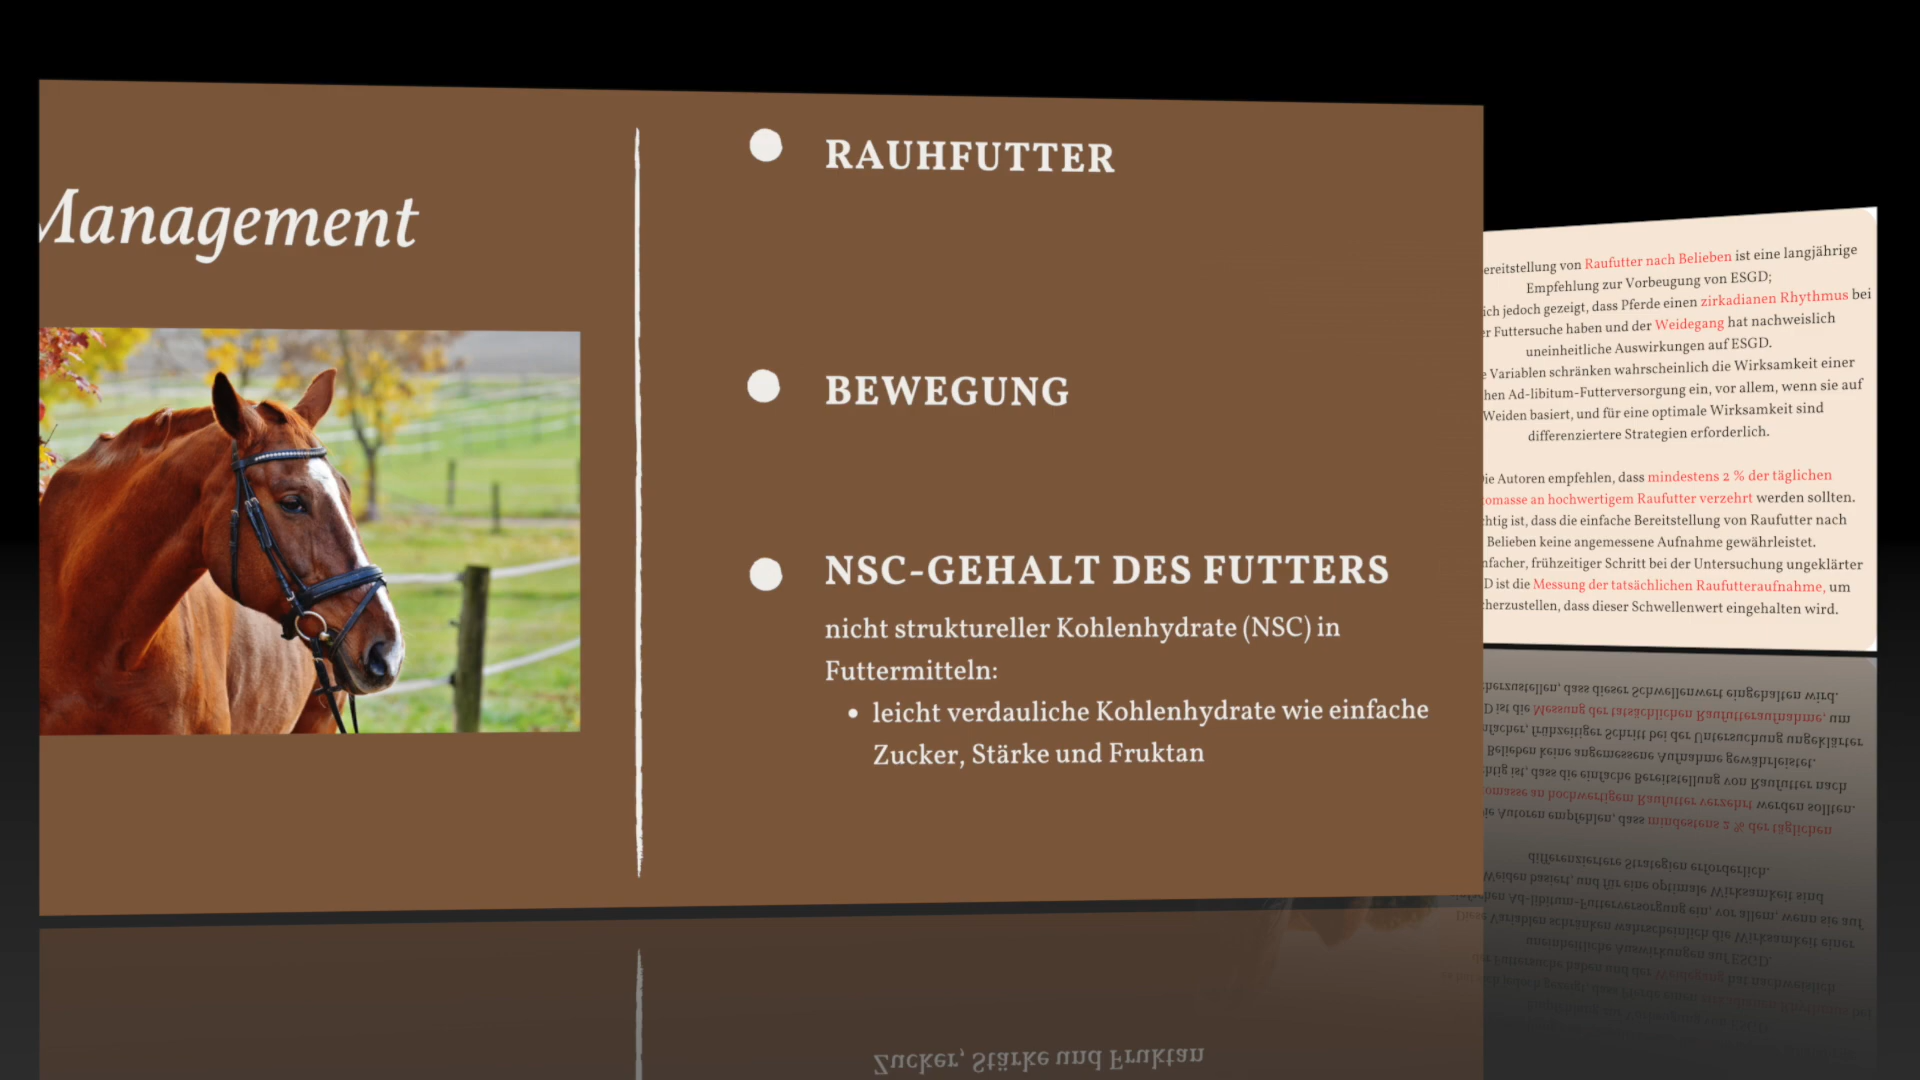 Management
RAUHFUTTER
BEWEGUNG
NSC-GEHALT DES FUTTERS
nicht struktureller Kohlenhydrate (NSC) in
Futtermitteln:
• leicht verdauliche Kohlenhydrate wie einfache
Zucker, Stärke und Fruktan
ereitstellung von Raufutter nach Belieben ist eine langjährige
Empfehlung zur Vorbeugung von ESGD;
ich jedoch gezeigt, dass Pferde einen zirkadianen Rhythmus bei
r Futtersuche haben und der Weidegang hat nachweislich
uneinheitliche Auswirkungen auf ESGD.
e Variablen schränken wahrscheinlich die Wirksamkeit einer
hen Ad-libitum-Futterversorgung ein, vor allem, wenn sie auf
Weiden basiert, und für eine optimale Wirksamkeit sind
differenziertere Strategien erforderlich.
ie Autoren empfehlen, dass mindestens 2 % der täglichen
omasse an hochwertigem Raufutter verzehrt werden sollten.
htig ist, dass die einfache Bereitstellung von Raufutter nach
Belieben keine angemessene Aufnahme gewährleistet.
nfacher, frühzeitiger Schritt bei der Untersuchung ungeklärter
D ist die Messung der tatsächlichen Raufutteraufnahme, um
cherzustellen, dass dieser Schwellenwert eingehalten wird.